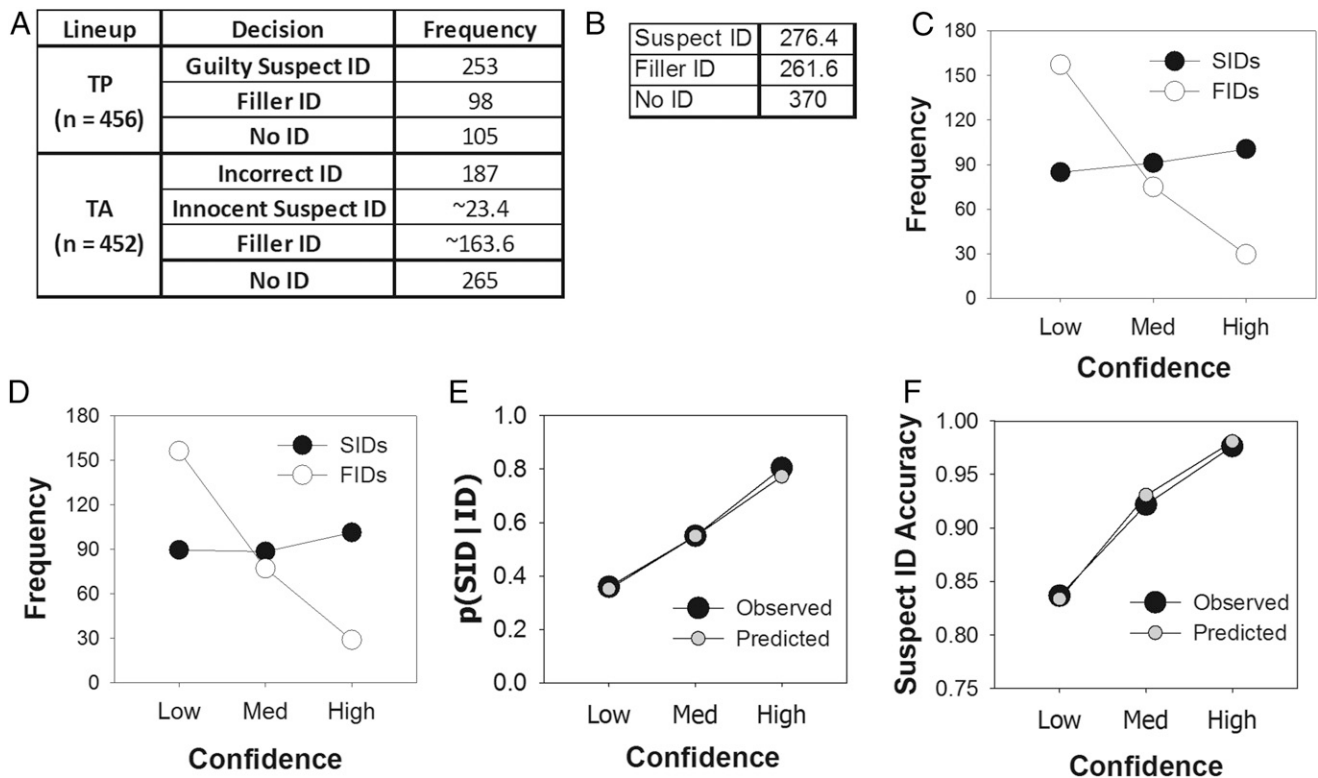 A
Lineup Decision Frequency
TP
(n = 456)
Guilty Suspect ID 253
Filler ID 98
No ID 105
TA
(n = 452)
Incorrect ID 187
Innocent Suspect ID ~23.4
Filler ID ~163.6
No ID 265
B
Suspect ID 276.4
Filler ID 261.6
No ID 370
C
180
150
120
90
60
30
0
Frequency
SIDs
FIDs
Low Med High
Confidence
D
180
150
120
90
60
30
0
Frequency
SIDs
FIDs
Low Med High
Confidence
E
1.0
0.8
0.6
0.4
0.2
0.0
p(SID|ID)
Observed
Predicted
Low Med High
Confidence
F
1.00
0.95
0.90
0.85
0.80
0.75
Suspect ID Accuracy
Observed
Predicted
Low Med High
Confidence